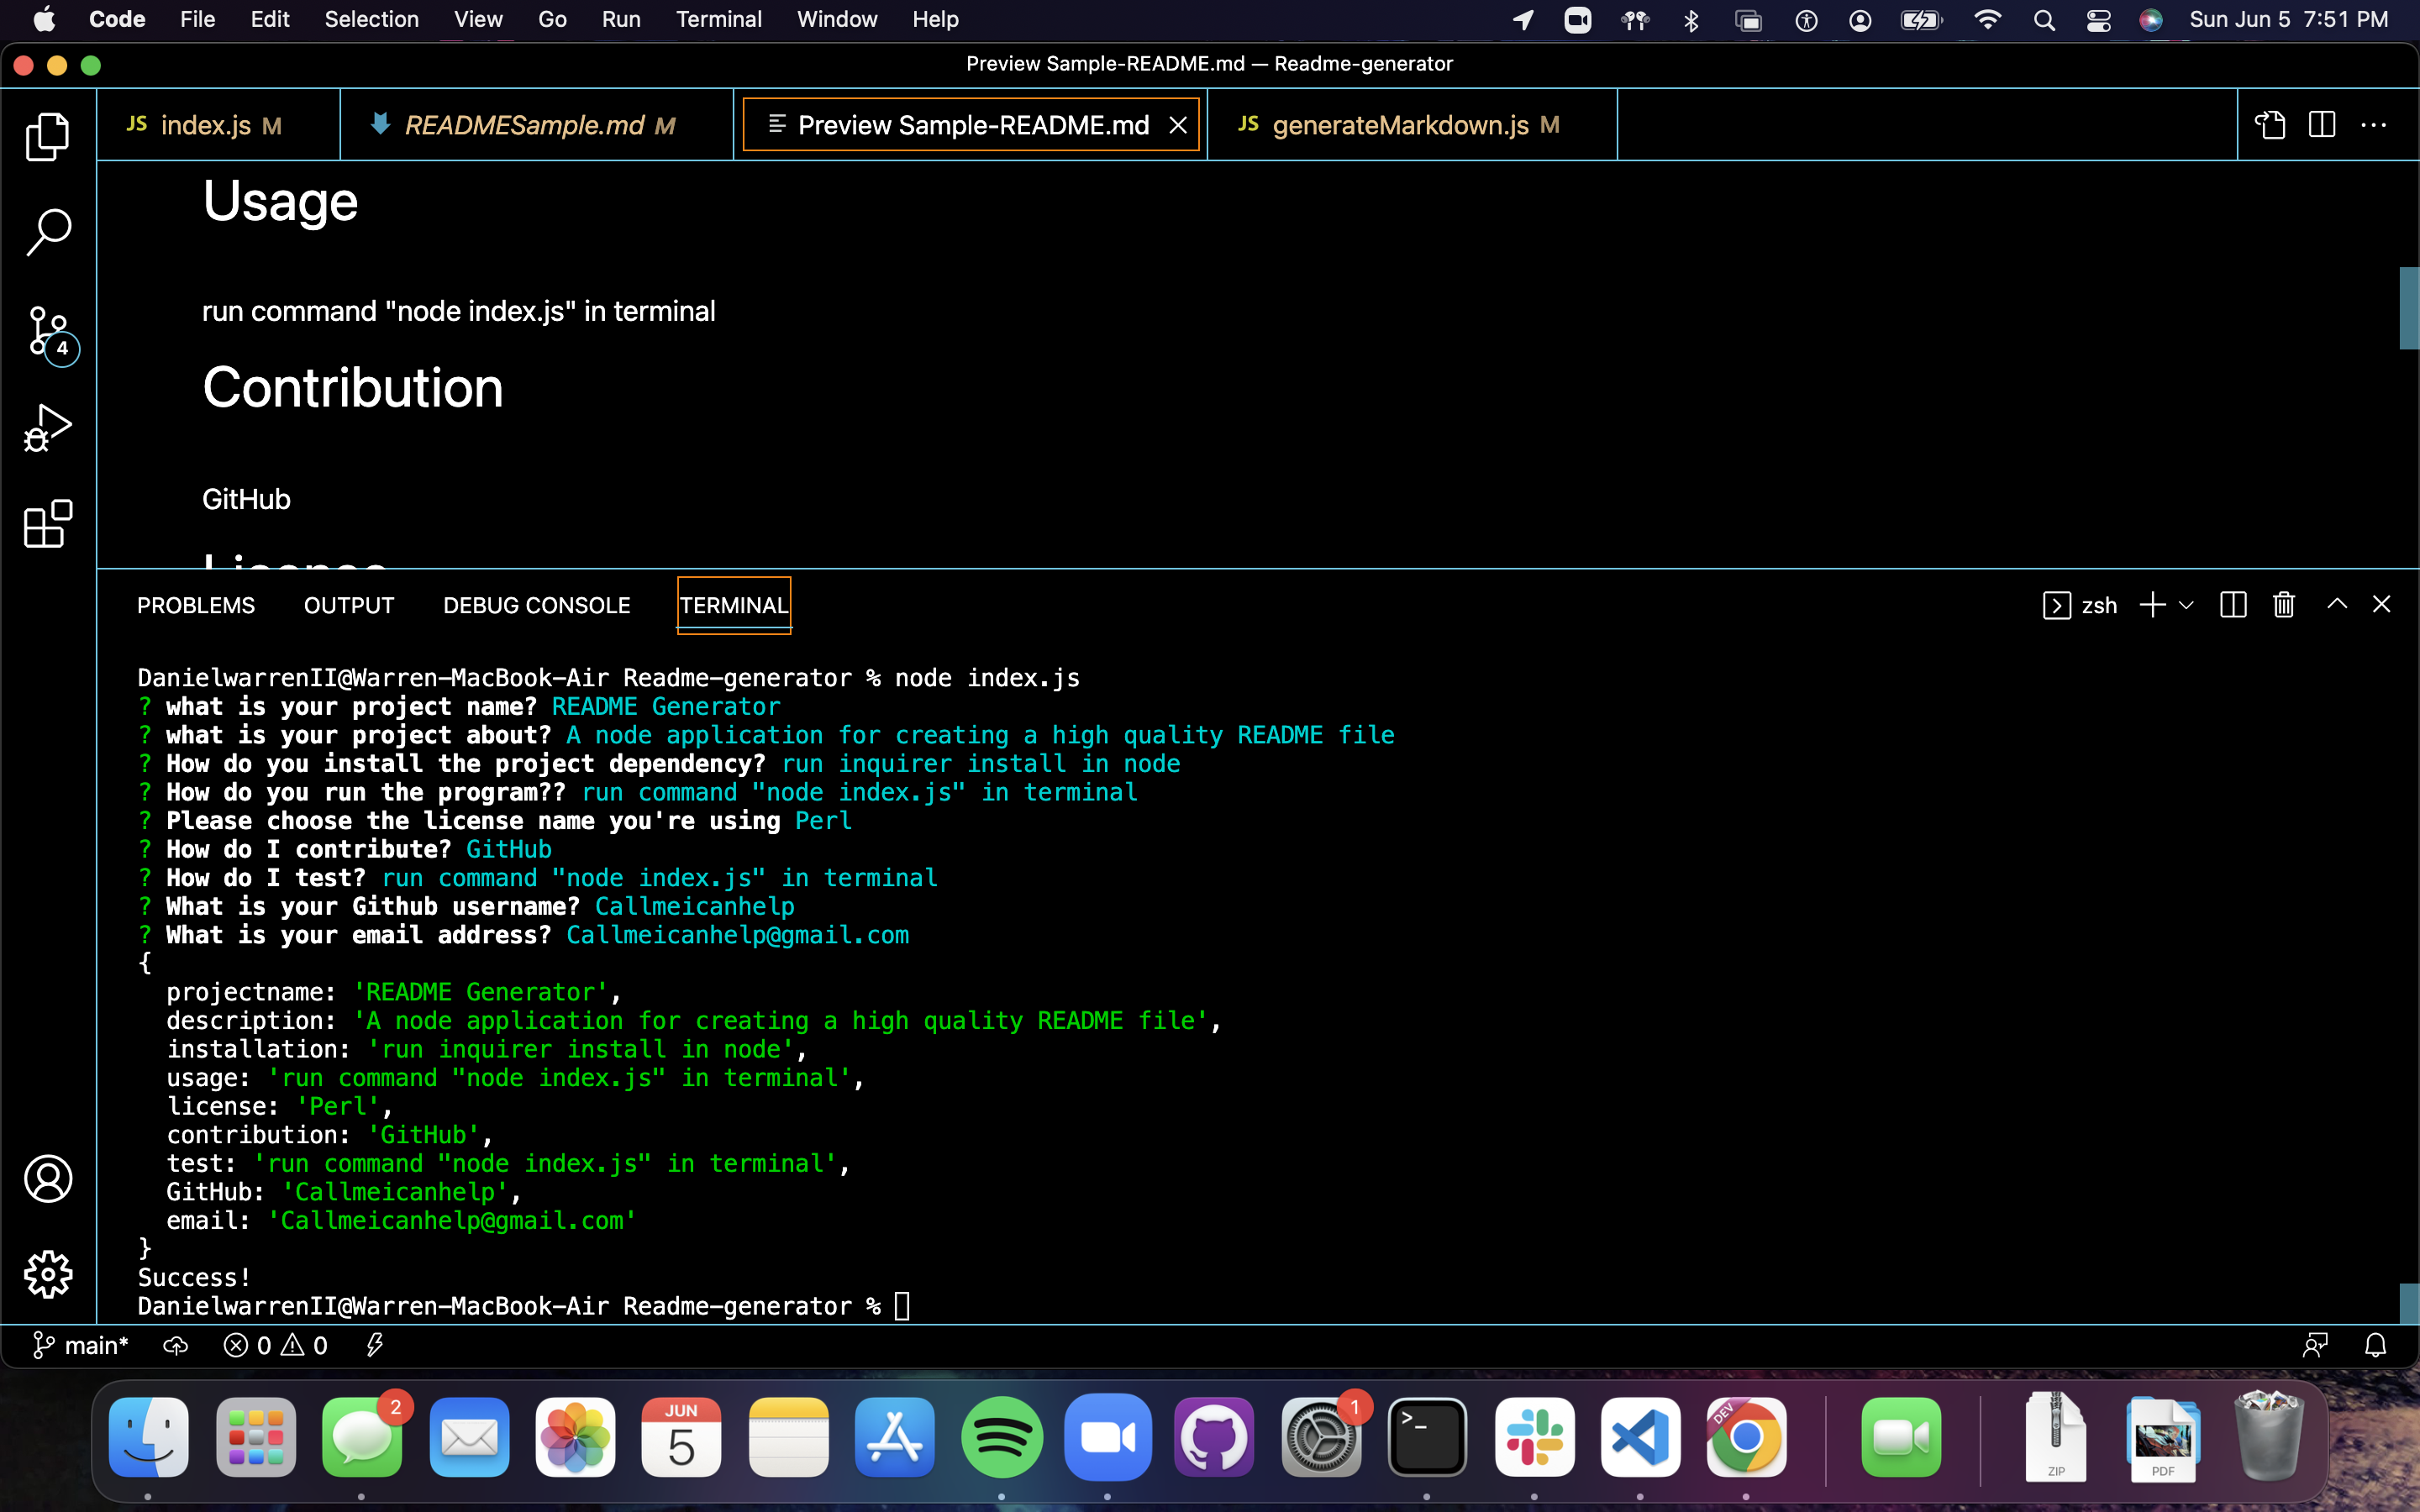 Code File Edit Selection View Go Run Terminal Window Help Sun Jun 5 7:51 PM
Preview Sample-README.md — Readme-generator
JS index.js M READMESample.md M Preview Sample-README.md JS generateMarkdown.js M
4
Usage
run command "node index.js" in terminal
Contribution
GitHub
License
PROBLEMS OUTPUT DEBUG CONSOLE TERMINAL zsh
DanielwarrenII@Warren-MacBook-Air Readme-generator % node index.js
? what is your project name? README Generator
? what is your project about? A node application for creating a high quality README file
? How do you install the project dependency? run inquirer install in node
? How do you run the program?? run command "node index.js" in terminal
? Please choose the license name you're using Perl
? How do I contribute? GitHub
? How do I test? run command "node index.js" in terminal
? What is your Github username? Callmeicanhelp
? What is your email address? Callmeicanhelp@gmail.com
{
projectname: 'README Generator',
description: 'A node application for creating a high quality README file',
installation: 'run inquirer install in node',
usage: 'run command "node index.js" in terminal',
license: 'Perl',
contribution: 'GitHub',
test: 'run command "node index.js" in terminal',
GitHub: 'Callmeicanhelp',
email: 'Callmeicanhelp@gmail.com'
}
Success!
DanielwarrenII@Warren-MacBook-Air Readme-generator %
main* 0 0
2 JUN 5 1 >_ DEV ZIP PDF